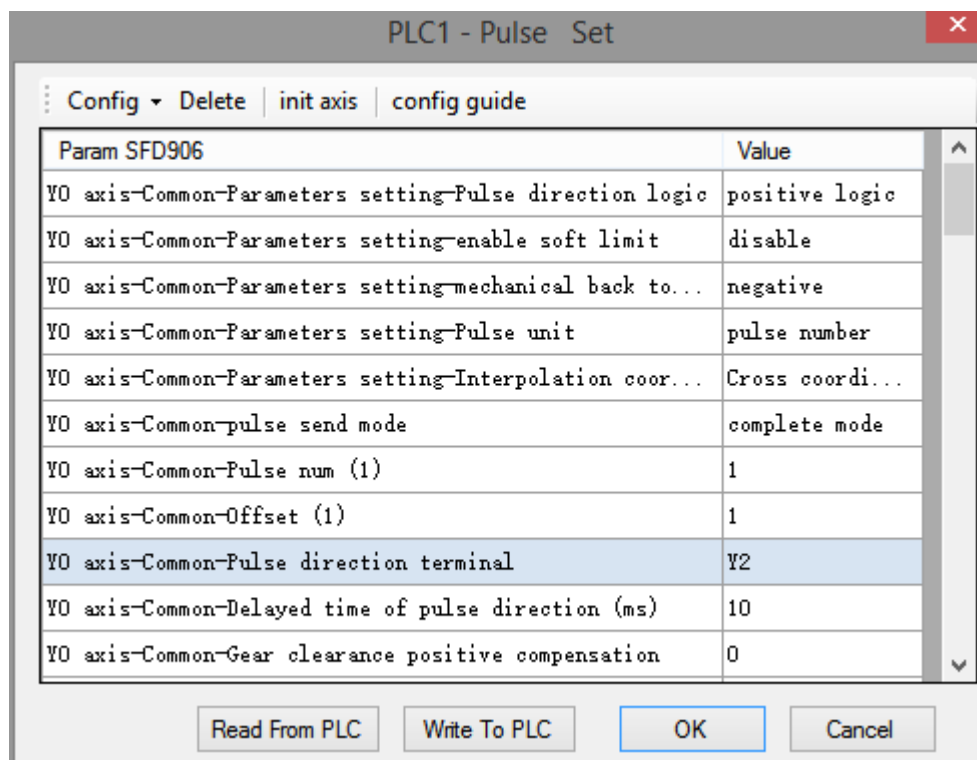 PLC1 - Pulse Set
Config Delete init axis config guide
Param SFD906 Value
Y0 axis-Common-Parameters setting-Pulse direction logic positive logic
Y0 axis-Common-Parameters setting-enable soft limit disable
Y0 axis-Common-Parameters setting-mechanical back to... negative
Y0 axis-Common-Parameters setting-Pulse unit pulse number
Y0 axis-Common-Parameters setting-Interpolation coor... Cross coordi...
Y0 axis-Common-pulse send mode complete mode
Y0 axis-Common-Pulse num (1) 1
Y0 axis-Common-Offset (1) 1
Y0 axis-Common-Pulse direction terminal Y2
Y0 axis-Common-Delayed time of pulse direction (ms) 10
Y0 axis-Common-Gear clearance positive compensation 0
Read From PLC Write To PLC OK Cancel